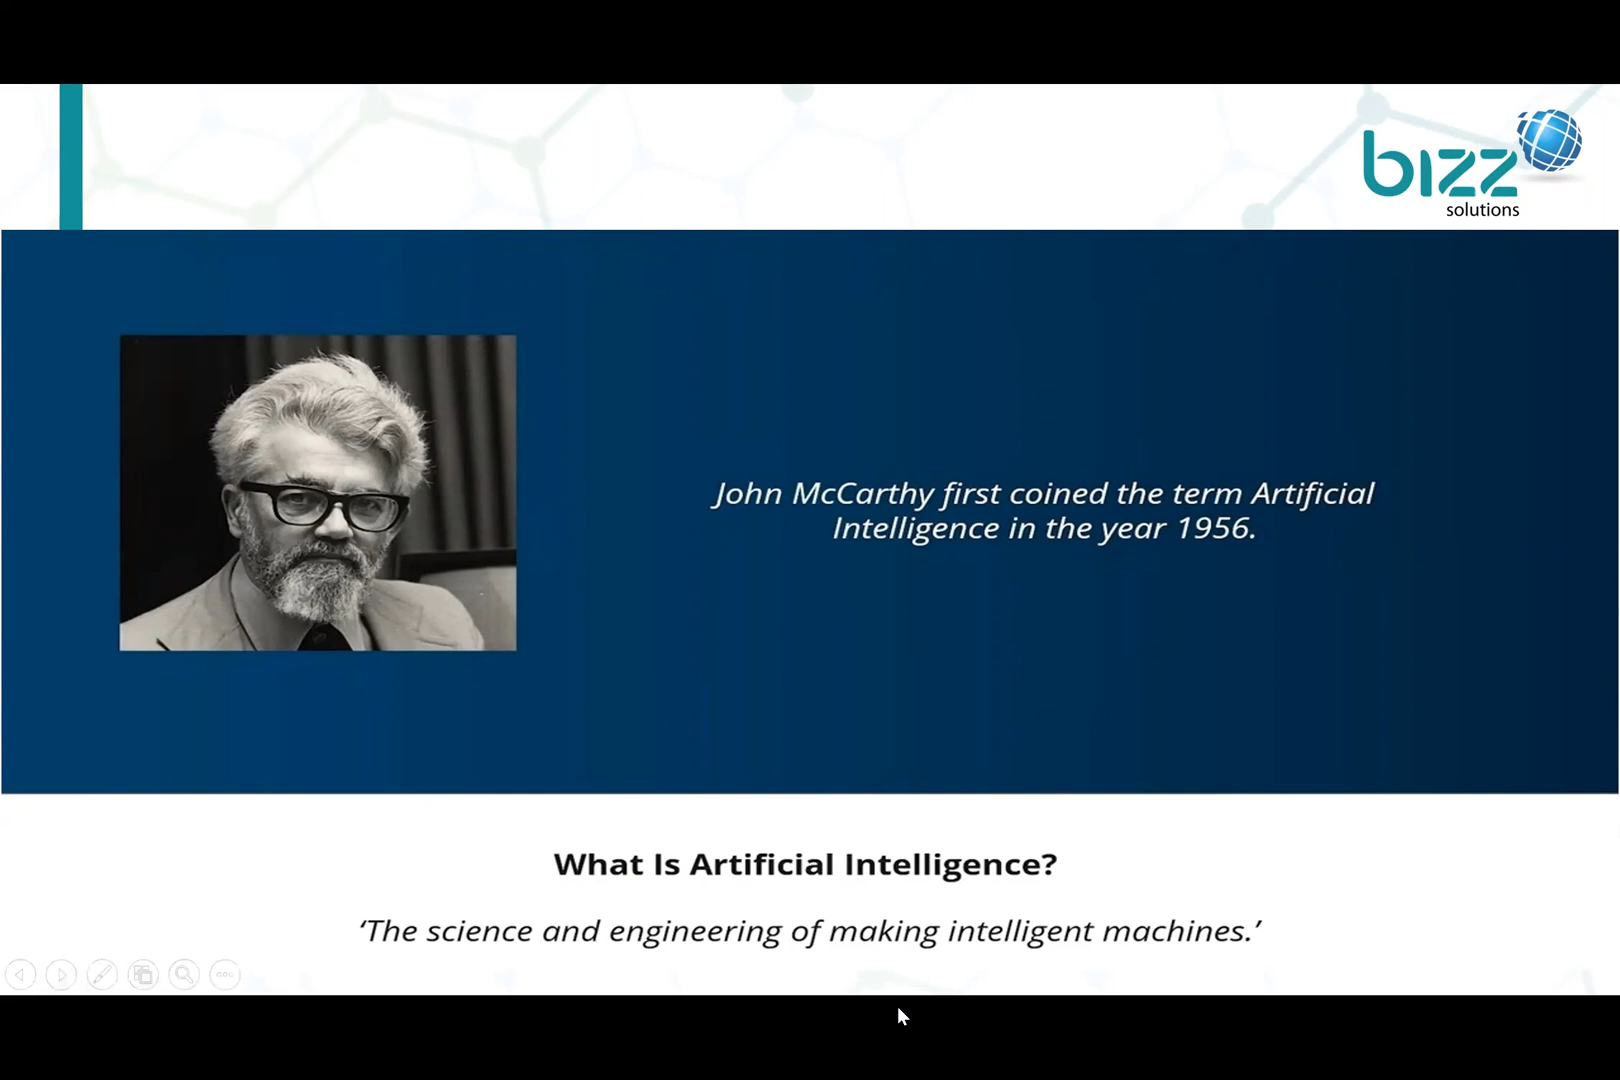 bizz
solutions
John McCarthy first coined the term Artificial
Intelligence in the year 1956.
What Is Artificial Intelligence?
‘The science and engineering of making intelligent machines.’